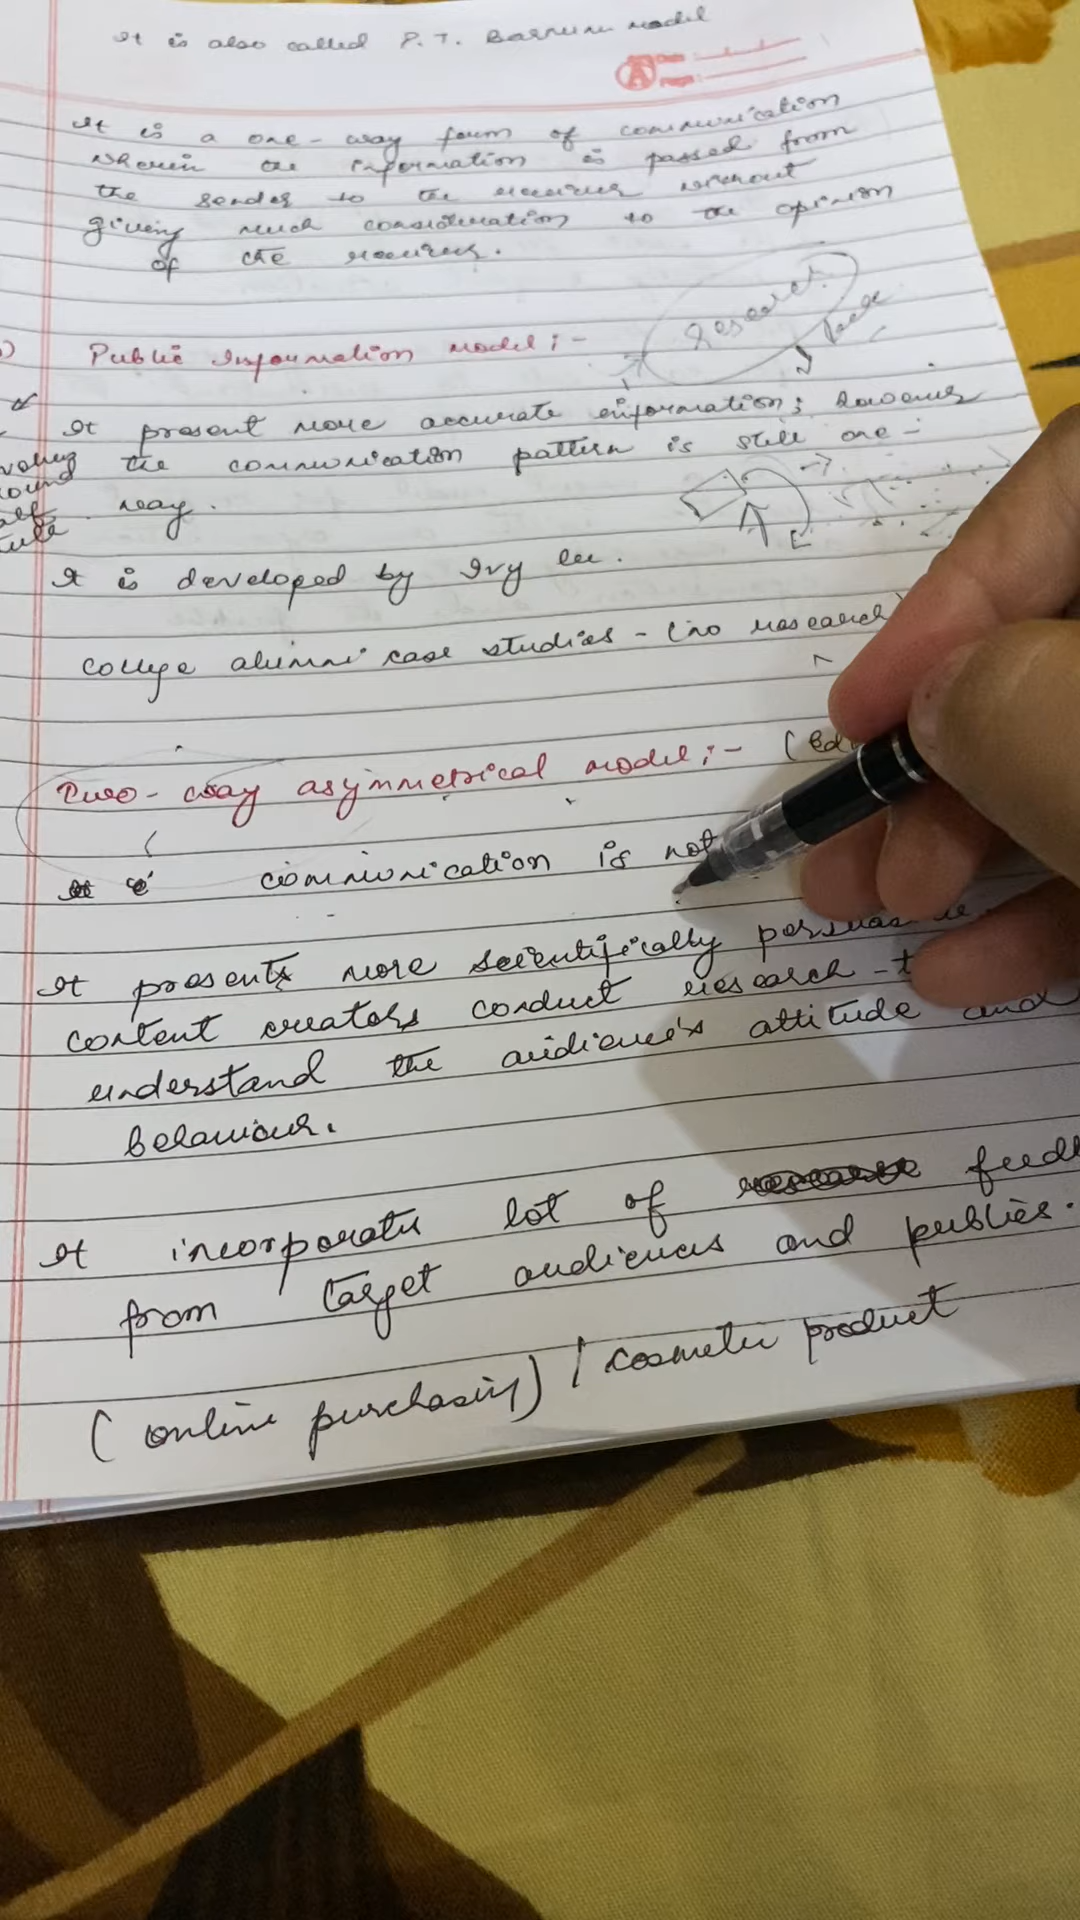 It is also called P. T. Barnum model
It is a one-way form of communication
wherein the information is passed from
the sender to the receiver without
giving much consideration to the opinion
of the receiver.
Research
Public Information Model :-
It present more accurate information; however
the communication pattern is still one-
way.
It is developed by Ivy lee.
college alumni case studies - (no research)
Two-way asymmetrical model :- (Ed
communication is not
It presents more scientifically persuas
content creators conduct research t
understand the audience's attitude and
behaviour.
It incorporate lot of feed
from target audiences and publics.
(online purchasing) / cosmetic product